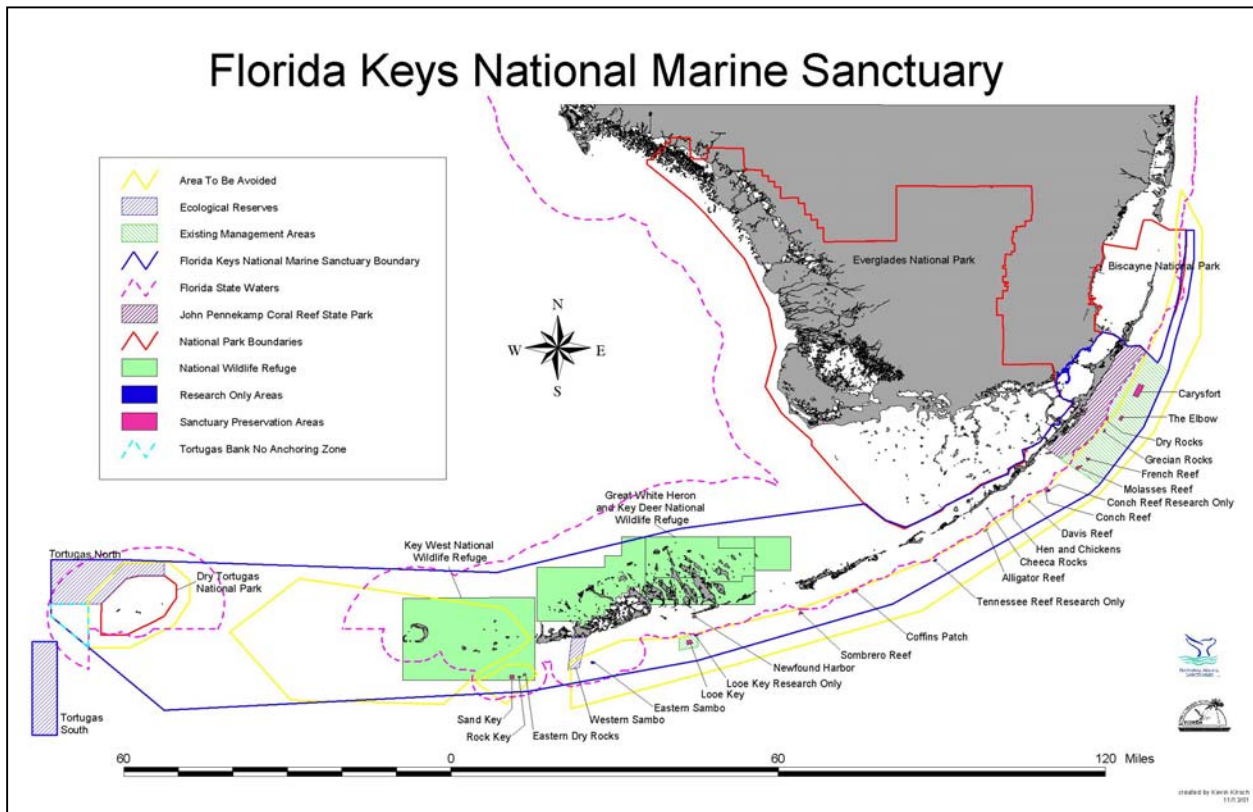 Florida Keys National Marine Sanctuary
Area To Be Avoided
Ecological Reserves
Existing Management Areas
Florida Keys National Marine Sanctuary Boundary
Florida State Waters
John Pennekamp Coral Reef State Park
National Park Boundaries
National Wildlife Refuge
Research Only Areas
Sanctuary Preservation Areas
Tortugas Bank No Anchoring Zone
N
W
E
S
Everglades National Park
Biscayne National Park
Carysfort
The Elbow
Dry Rocks
Grecian Rocks
French Reef
Molasses Reef
Conch Reef Research Only
Conch Reef
Davis Reef
Hen and Chickens
Cheeca Rocks
Alligator Reef
Tennessee Reef Research Only
Coffins Patch
Sombrero Reef
Newfound Harbor
Looe Key Research Only
Looe Key
Eastern Sambo
Western Sambo
Eastern Dry Rocks
Rock Key
Sand Key
Great White Heron
and Key Deer National
Wildlife Refuge
Key West National
Wildlife Refuge
Tortugas North
Dry Tortugas
National Park
Tortugas
South
60
0
60
120
Miles
created by Kevin Kirsch